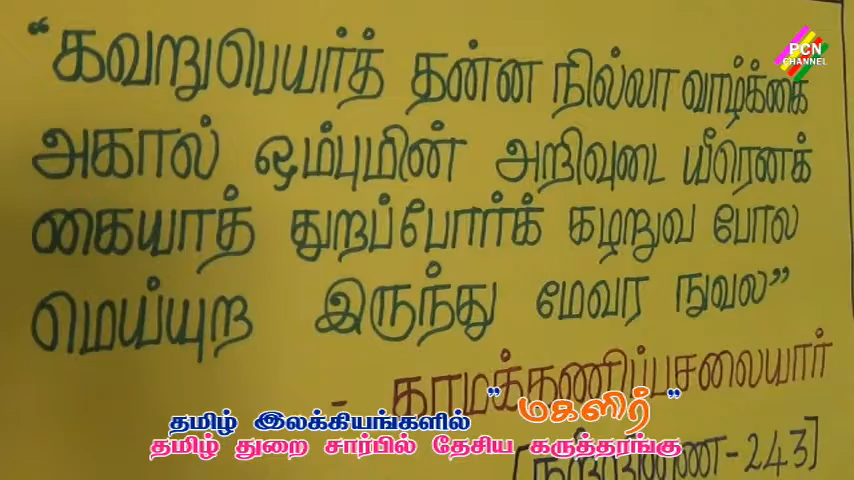 "கவறுபெயர்த் தன்ன நில்லா வாழ்க்கை
PCN
CHANNEL
அகால் ஓம்புமின் அறிவுடை யீரெனக்
கையாத் துறப்போர்க் கழறுவ போல
மெய்யுற இருந்து மேவர நுவல"
- காமக்கணிப்பசலையார்
தமிழ் இலக்கியங்களில் "மகளிர்"
தமிழ் துறை சார்பில் தேசிய கருத்தரங்கு
-243]